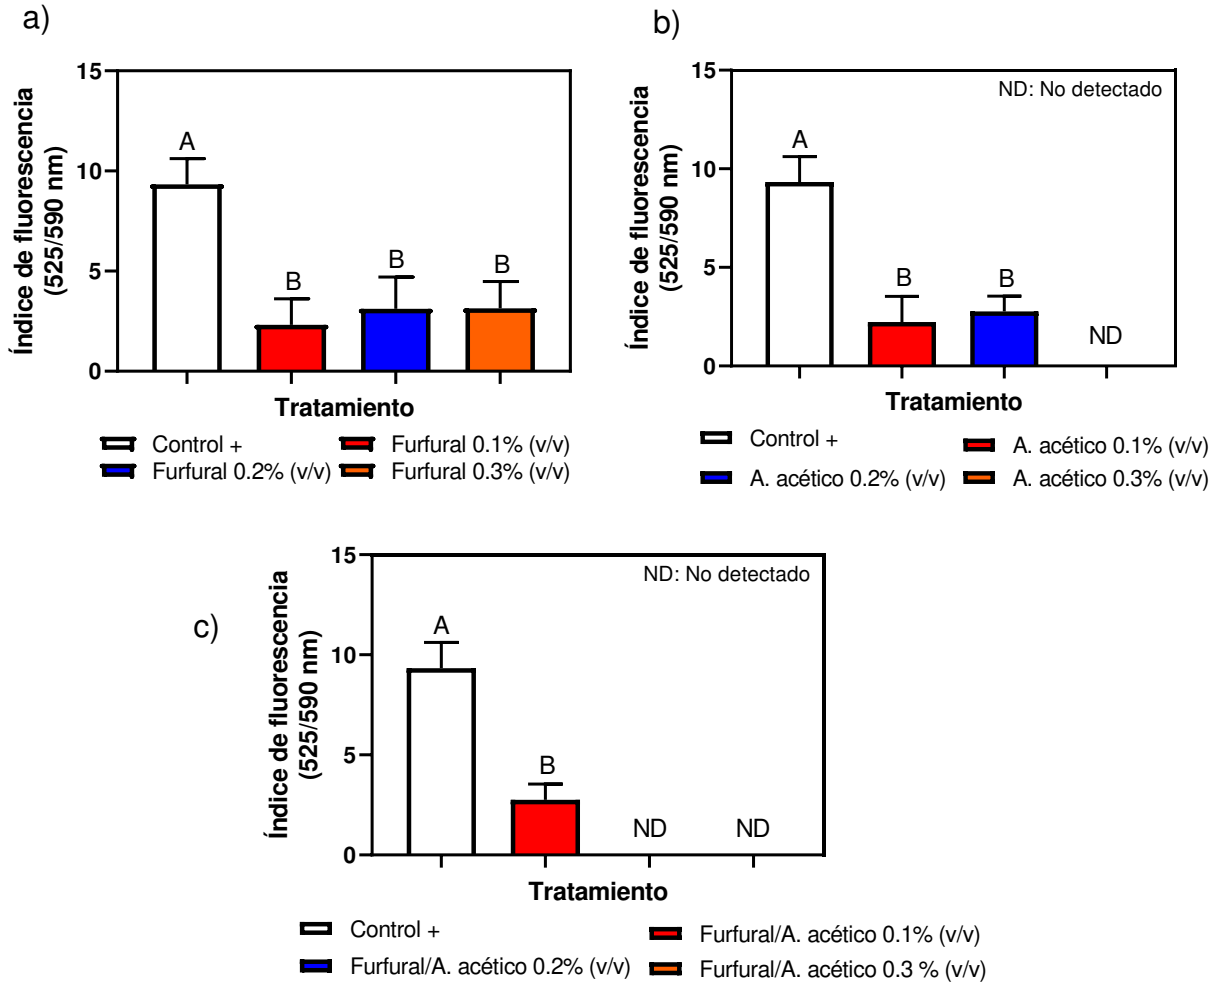 a)
Índice de fluorescencia
(525/590 nm)
15
10
5
0
A
B
B
B
Tratamiento
Control +
Furfural 0.1% (v/v)
Furfural 0.2% (v/v)
Furfural 0.3% (v/v)
b)
Índice de fluorescencia
(525/590 nm)
15
10
5
0
ND: No detectado
A
B
B
ND
Tratamiento
Control +
A. acético 0.1% (v/v)
A. acético 0.2% (v/v)
A. acético 0.3% (v/v)
c)
Índice de fluorescencia
(525/590 nm)
15
10
5
0
ND: No detectado
A
B
ND
ND
Tratamiento
Control +
Furfural/A. acético 0.1% (v/v)
Furfural/A. acético 0.2% (v/v)
Furfural/A. acético 0.3 % (v/v)